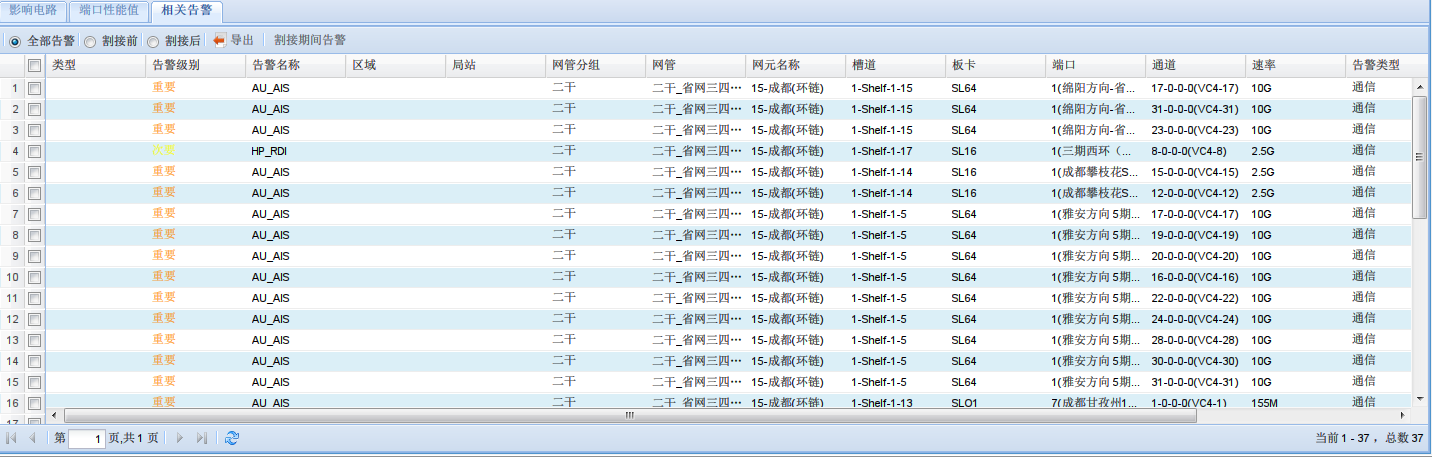 影响电路 端口性能值 相关告警
全部告警 割接前 割接后 导出 割接期间告警
类型 告警级别 告警名称 区域 局站 网管分组 网管 网元名称 槽道 板卡 端口 通道 速率 告警类型
1 重要 AU_AIS 二干 二干_省网三四… 15-成都(环链) 1-Shelf-1-15 SL64 1(绵阳方向-省... 17-0-0-0(VC4-17) 10G 通信
2 重要 AU_AIS 二干 二干_省网三四… 15-成都(环链) 1-Shelf-1-15 SL64 1(绵阳方向-省... 31-0-0-0(VC4-31) 10G 通信
3 重要 AU_AIS 二干 二干_省网三四… 15-成都(环链) 1-Shelf-1-15 SL64 1(绵阳方向-省... 23-0-0-0(VC4-23) 10G 通信
4 次要 HP_RDI 二干 二干_省网三四… 15-成都(环链) 1-Shelf-1-17 SL16 1(三期西环（... 8-0-0-0(VC4-8) 2.5G 通信
5 重要 AU_AIS 二干 二干_省网三四… 15-成都(环链) 1-Shelf-1-14 SL16 1(成都攀枝花S... 15-0-0-0(VC4-15) 2.5G 通信
6 重要 AU_AIS 二干 二干_省网三四… 15-成都(环链) 1-Shelf-1-14 SL16 1(成都攀枝花S... 12-0-0-0(VC4-12) 2.5G 通信
7 重要 AU_AIS 二干 二干_省网三四… 15-成都(环链) 1-Shelf-1-5 SL64 1(雅安方向5期... 17-0-0-0(VC4-17) 10G 通信
8 重要 AU_AIS 二干 二干_省网三四… 15-成都(环链) 1-Shelf-1-5 SL64 1(雅安方向5期... 19-0-0-0(VC4-19) 10G 通信
9 重要 AU_AIS 二干 二干_省网三四… 15-成都(环链) 1-Shelf-1-5 SL64 1(雅安方向5期... 20-0-0-0(VC4-20) 10G 通信
10 重要 AU_AIS 二干 二干_省网三四… 15-成都(环链) 1-Shelf-1-5 SL64 1(雅安方向5期... 16-0-0-0(VC4-16) 10G 通信
11 重要 AU_AIS 二干 二干_省网三四… 15-成都(环链) 1-Shelf-1-5 SL64 1(雅安方向5期... 22-0-0-0(VC4-22) 10G 通信
12 重要 AU_AIS 二干 二干_省网三四… 15-成都(环链) 1-Shelf-1-5 SL64 1(雅安方向5期... 24-0-0-0(VC4-24) 10G 通信
13 重要 AU_AIS 二干 二干_省网三四… 15-成都(环链) 1-Shelf-1-5 SL64 1(雅安方向5期... 28-0-0-0(VC4-28) 10G 通信
14 重要 AU_AIS 二干 二干_省网三四… 15-成都(环链) 1-Shelf-1-5 SL64 1(雅安方向5期... 30-0-0-0(VC4-30) 10G 通信
15 重要 AU_AIS 二干 二干_省网三四… 15-成都(环链) 1-Shelf-1-5 SL64 1(雅安方向5期... 31-0-0-0(VC4-31) 10G 通信
16 重要 AU_AIS 二干 二干_省网三四… 15-成都(环链) 1-Shelf-1-13 SLO1 7(成都甘孜州1... 1-0-0-0(VC4-1) 155M 通信
17
第 1 页,共1 页 当前1 - 37， 总数37